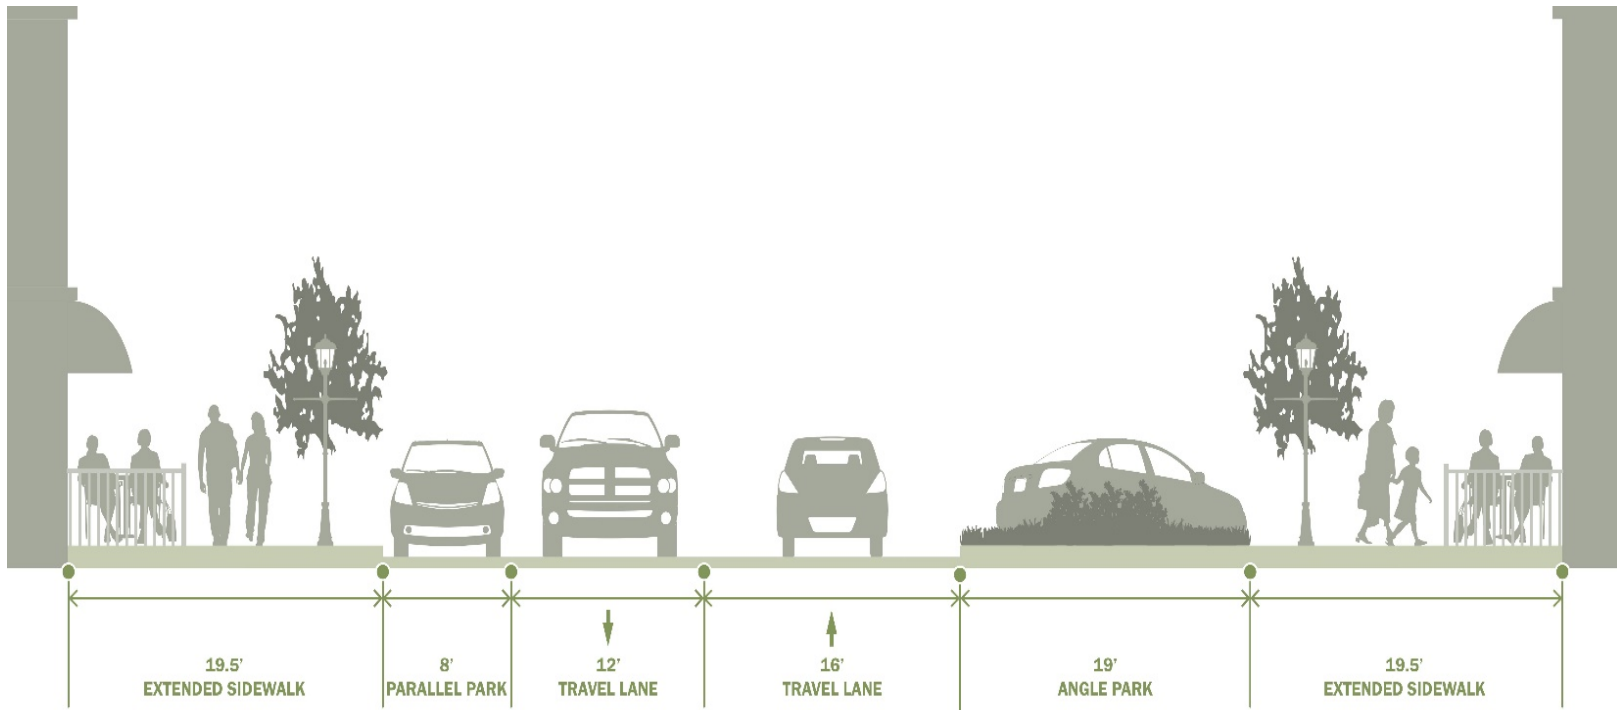 19.5’
EXTENDED SIDEWALK
8’
PARALLEL PARK
12’
TRAVEL LANE
16’
TRAVEL LANE
19’
ANGLE PARK
19.5’
EXTENDED SIDEWALK